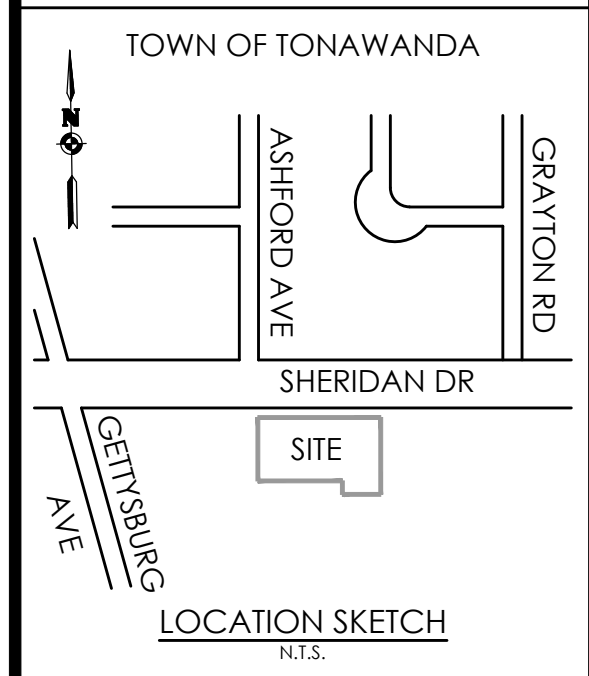 TOWN OF TONAWANDA
N
ASHFORD AVE
GRAYTON RD
SHERIDAN DR
SITE
GETTYSBURG
AVE
LOCATION SKETCH
N.T.S.